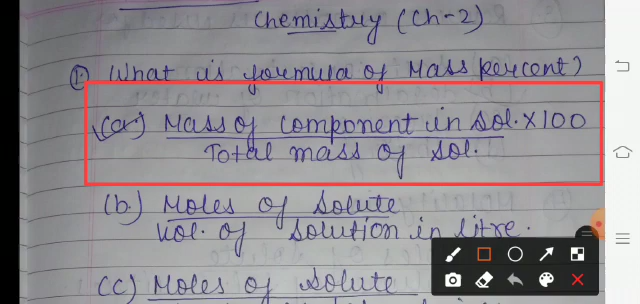 Chemistry (Ch-2)
① What is formula of Mass percent?
(a) Mass of component in sol. × 100
Total mass of sol.
(b) Moles of solute
Vol. of solution in litre.
(c) Moles of solute